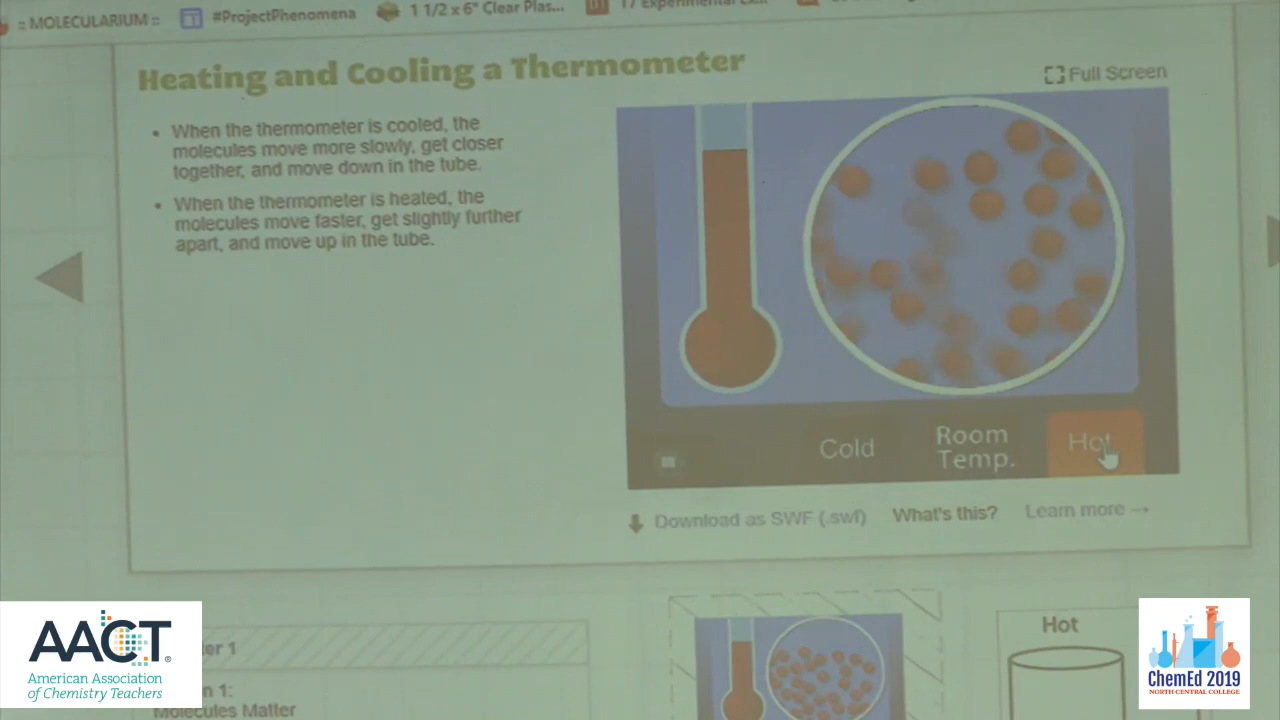 :: MOLECULARIUM ::
#ProjectPhenomena
1 1/2 x 6" Clear Plas...
Heating and Cooling a Thermometer
Full Screen
• When the thermometer is cooled, the
molecules move more slowly, get closer
together, and move down in the tube.
• When the thermometer is heated, the
molecules move faster, get slightly further
apart, and move up in the tube.
Cold
Room
Temp.
Hot
Download as SWF (.swf)
What's this?
Learn more →
Hot
ter 1
n 1:
Molecules Matter
AACT®
American Association
of Chemistry Teachers
ChemEd 2019
NORTH CENTRAL COLLEGE